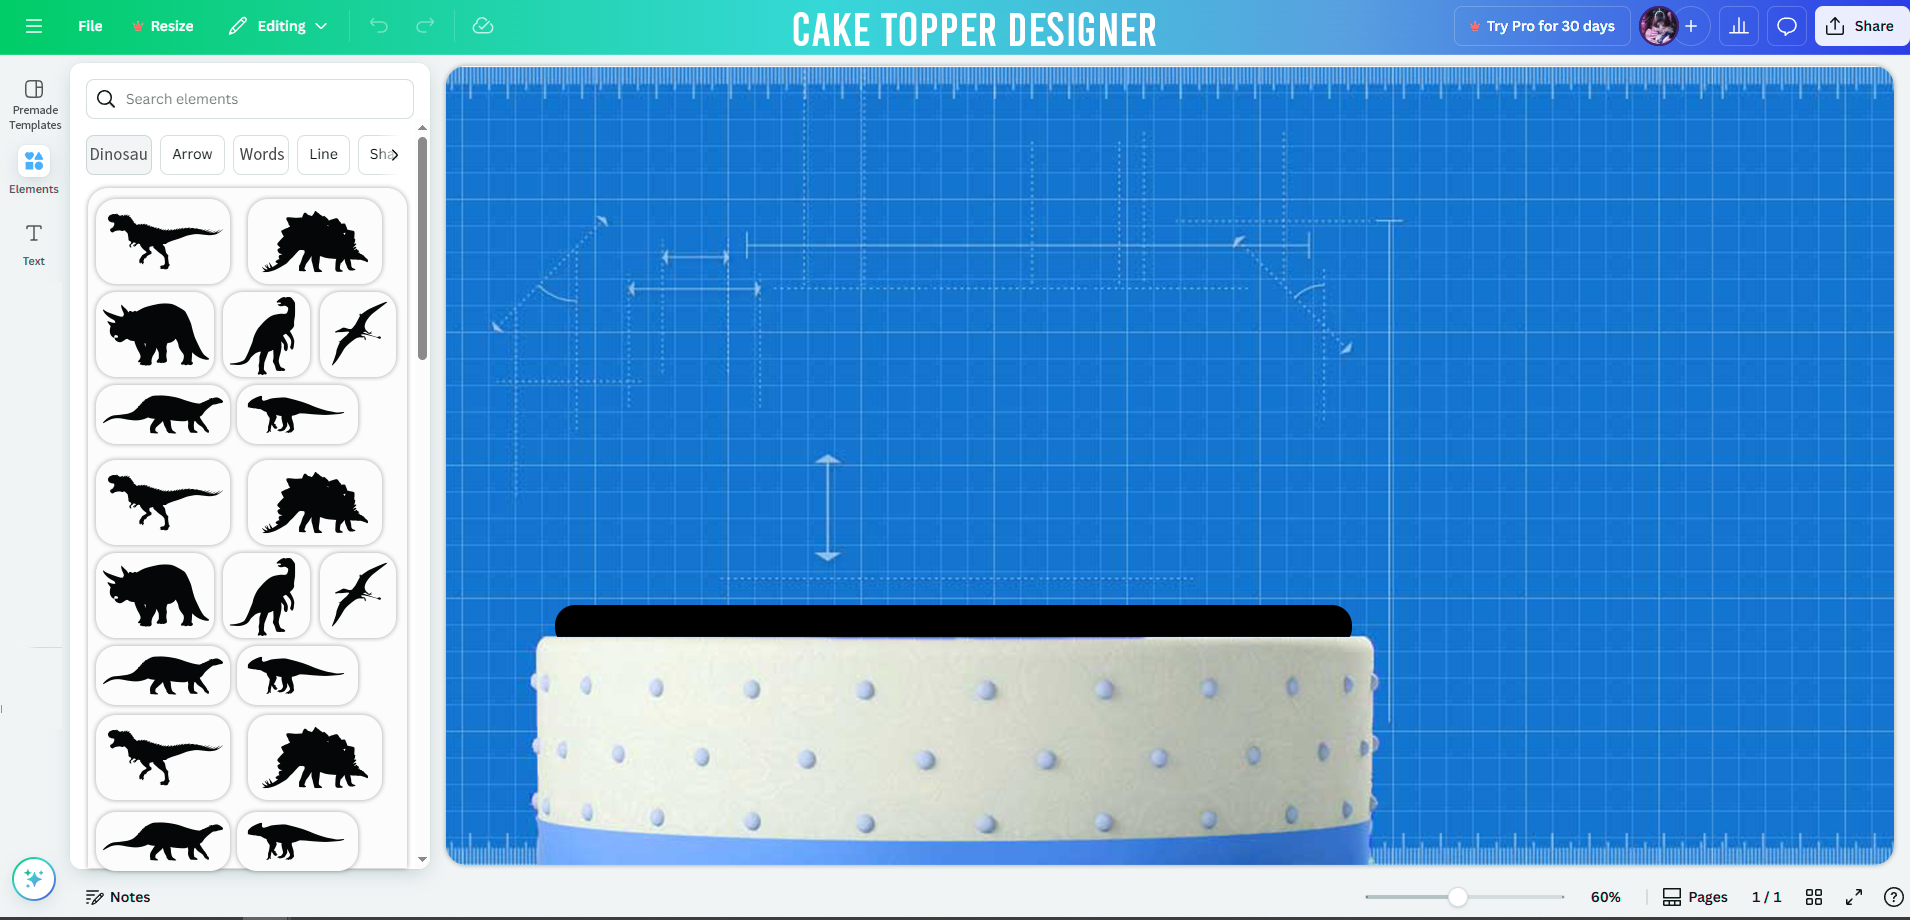 File
Resize
Editing
CAKE TOPPER DESIGNER
Try Pro for 30 days
Share
Premade
Templates
Elements
Text
Search elements
Dinosau
Arrow
Words
Line
Sha
Notes
60%
Pages
1 / 1